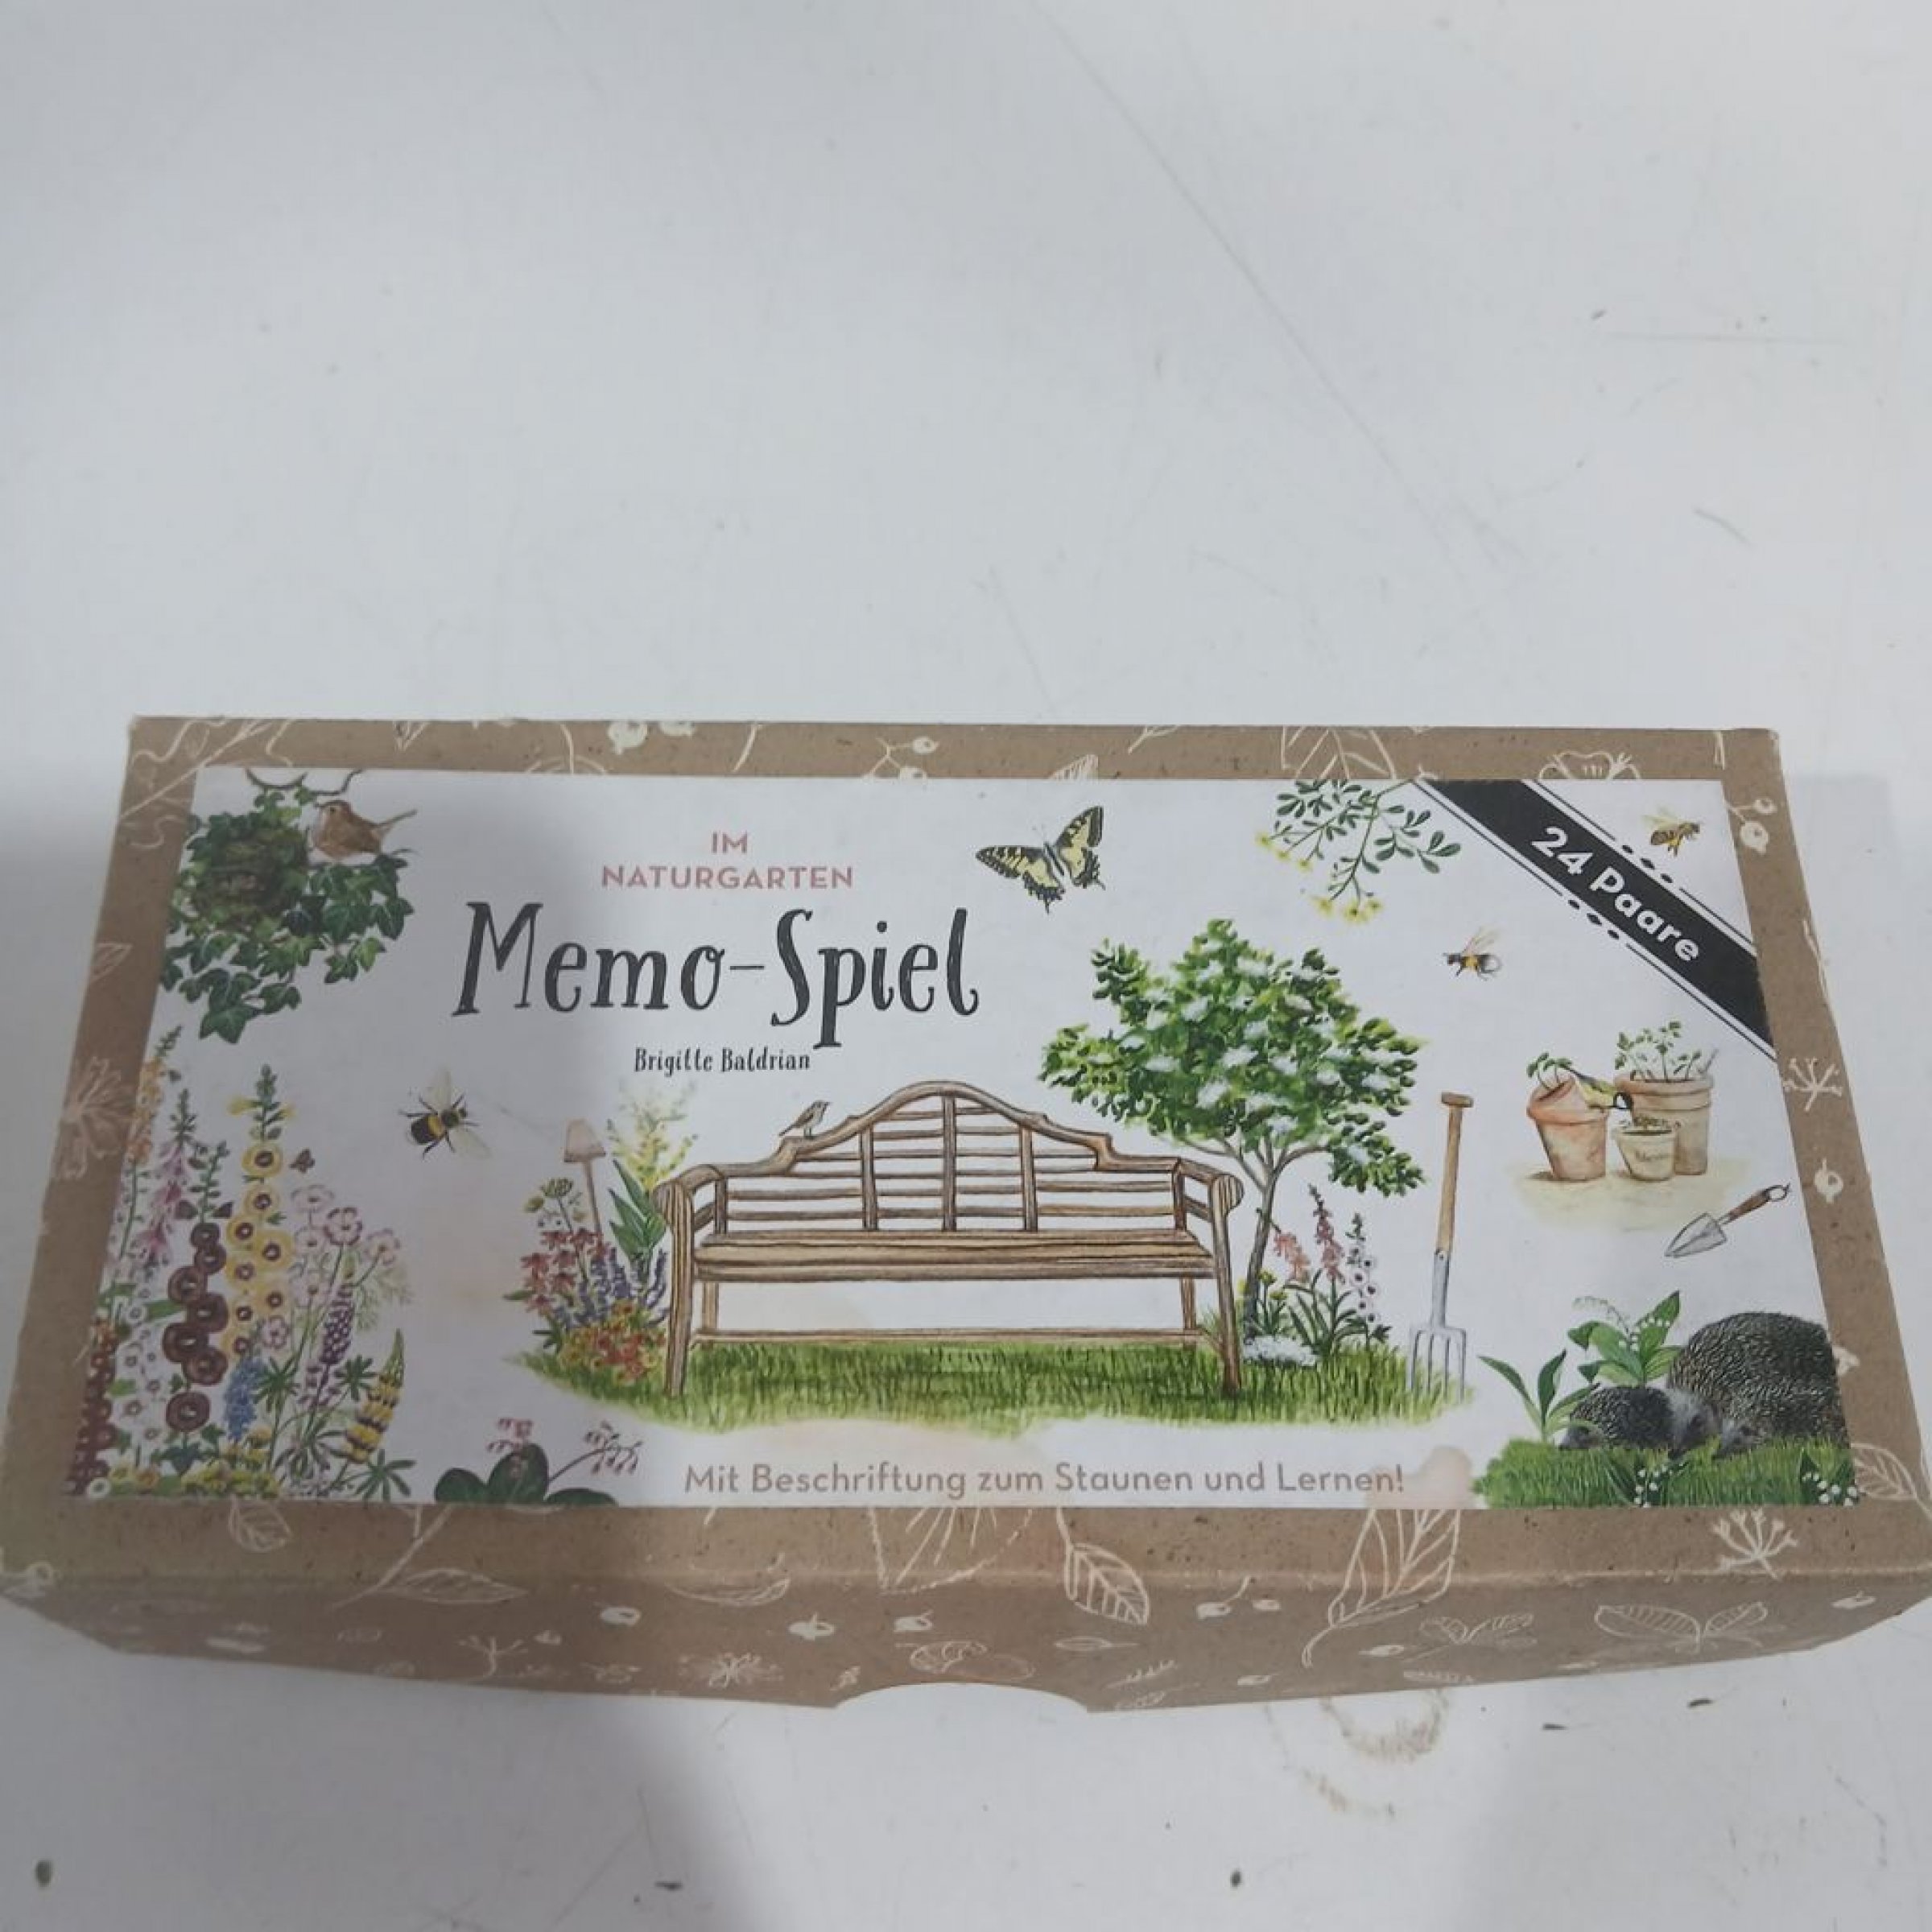 IM
NATURGARTEN
Memo-Spiel
Brigitte Baldrian
24 Paare
Mit Beschriftung zum Staunen und Lernen!